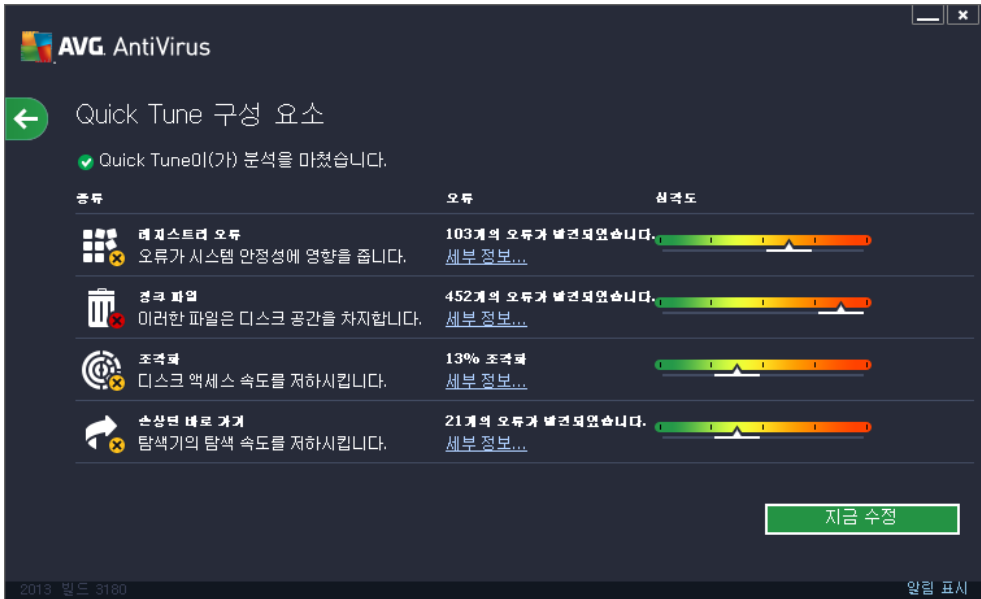 AVG. AntiVirus
Quick Tune 구성 요소
Quick Tune이(가) 분석을 마쳤습니다.
종류 오류 심각도
레지스트리 오류 103개의 오류가 발견되었습니다.
오류가 시스템 안정성에 영향을 줍니다. 세부 정보...
정크 파일 452개의 오류가 발견되었습니다.
이러한 파일은 디스크 공간을 차지합니다. 세부 정보...
조각화 13% 조각화
디스크 액세스 속도를 저하시킵니다. 세부 정보...
손상된 바로 가기 21개의 오류가 발견되었습니다.
탐색기의 탐색 속도를 저하시킵니다. 세부 정보...
지금 수정
2013 빌드 3180 알림 표시